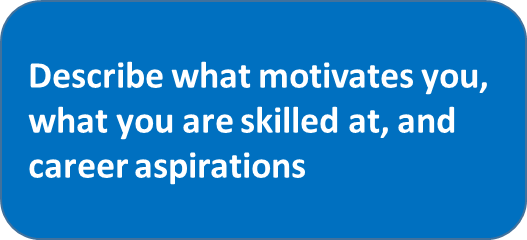 Describe what motivates you,
what you are skilled at, and
career aspirations